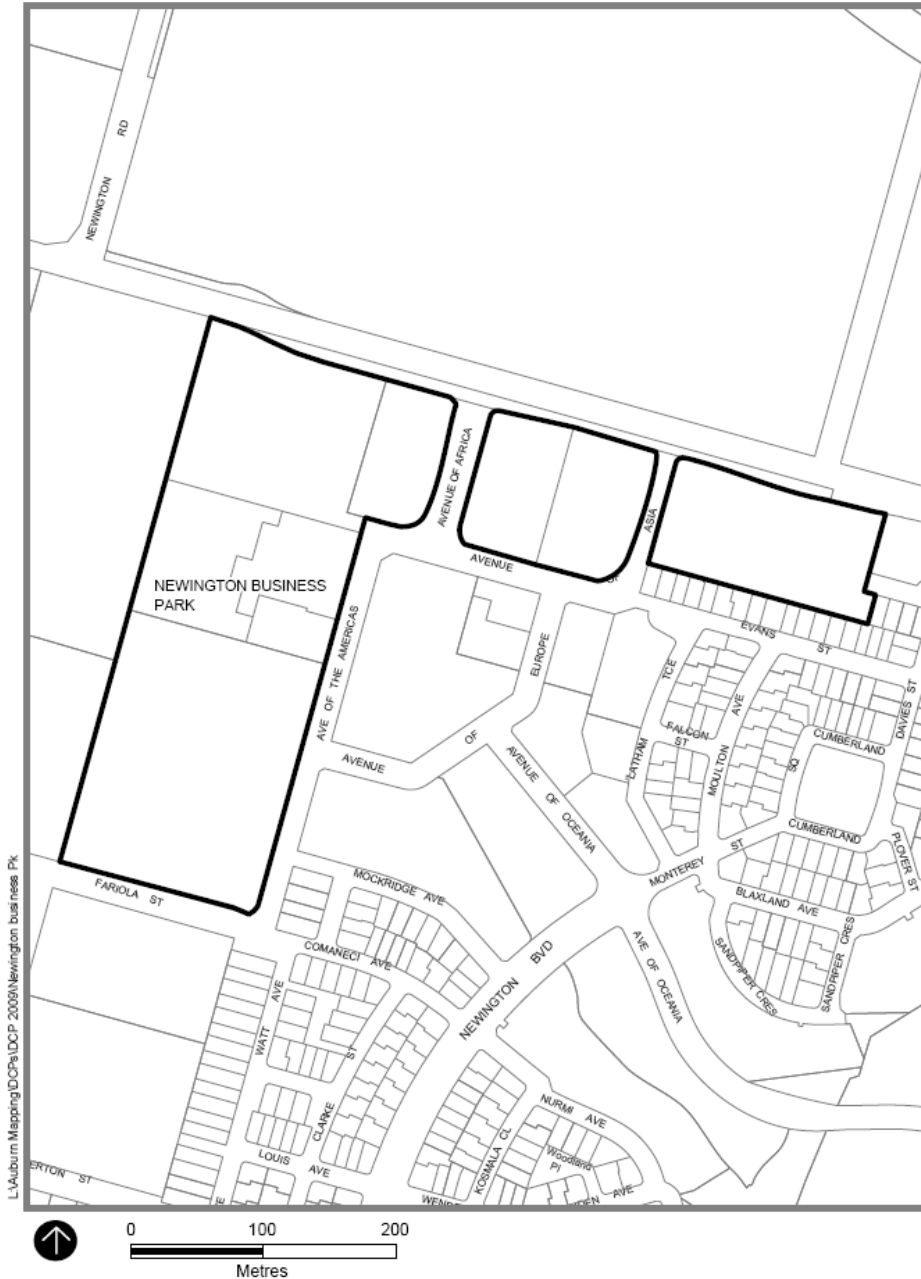 NEWINGTON RD
AVENUE OF AFRICA
ASIA
AVENUE
NEWINGTON BUSINESS
PARK
EVANS ST
AVE OF THE AMERICAS
EUROPE
TCE
LATHAM
FALCON
ST
MOULTON AVE
DAVIES ST
CUMBERLAND
SQ
AVENUE OF
AVENUE OF OCEANIA
CUMBERLAND
PLOVER ST
MONTEREY ST
BLAXLAND AVE
FARIOLA ST
MOCKRIDGE AVE
SANDPIPER CRES
SANDPIPER CRES
COMANECI AVE
NEWINGTON BVD
AVE OF OCEANIA
WATT AVE
CLARKE ST
LOUIS AVE
NURMI AVE
KOSMALA CL
Woodland
Pl
ERTON ST
E
WENDE
DEN AVE
L:\Auburn Mapping\DCPs\DCP 2009\Newington business Pk
0 100 200
Metres